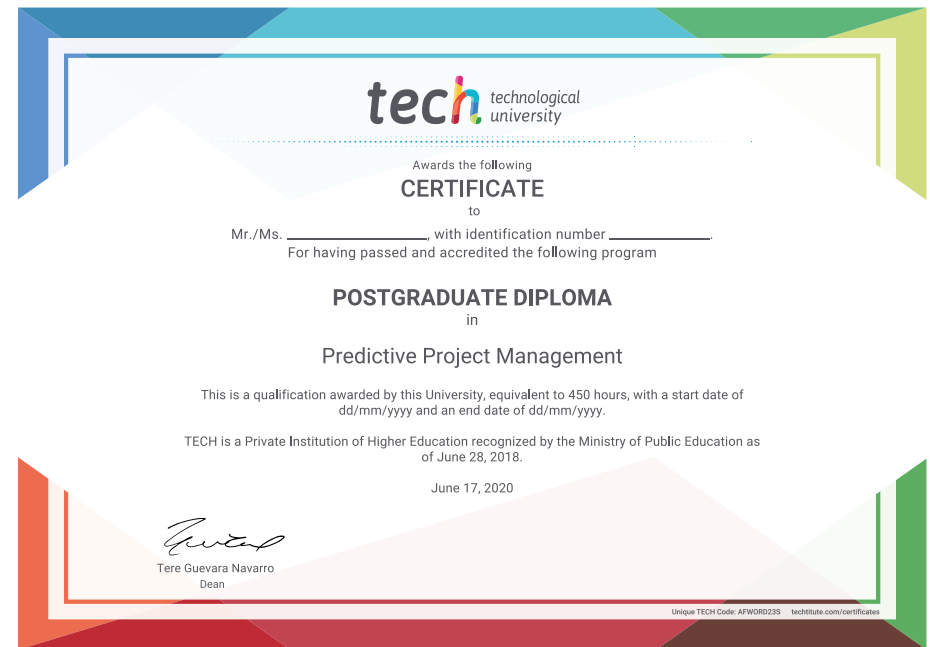 tech technological
university
Awards the following
CERTIFICATE
to
Mr./Ms. ____________________, with identification number ______________.
For having passed and accredited the following program
POSTGRADUATE DIPLOMA
in
Predictive Project Management
This is a qualification awarded by this University, equivalent to 450 hours, with a start date of
dd/mm/yyyy and an end date of dd/mm/yyyy.
TECH is a Private Institution of Higher Education recognized by the Ministry of Public Education as
of June 28, 2018.
June 17, 2020
Tere Guevara Navarro
Dean
Unique TECH Code: AFWORD23S techtitute.com/certificates